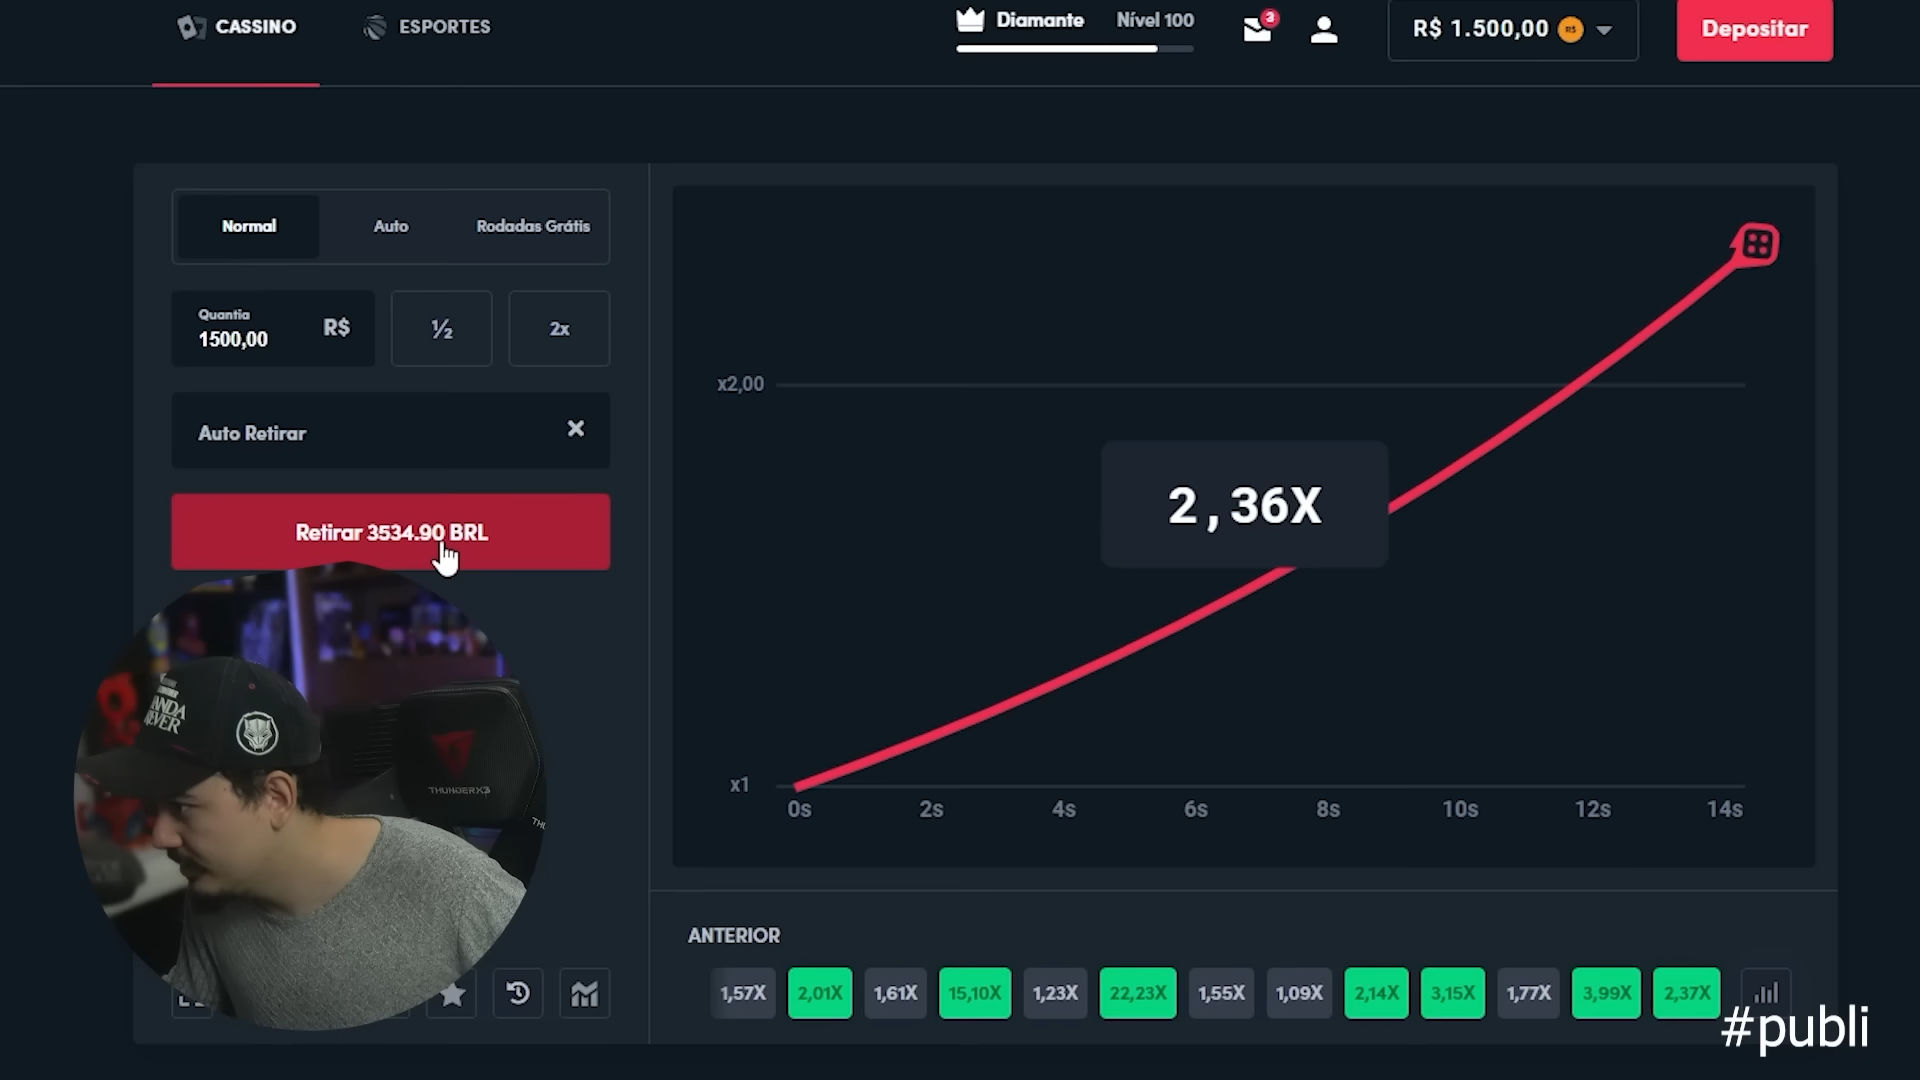 CASSINO
ESPORTES
Diamante
Nível 100
3
R$ 1.500,00
R$
Depositar
Normal
Auto
Rodadas Grátis
Quantia
1500,00
R$
½
2x
Auto Retirar
Retirar 3534.90 BRL
x2,00
2,36X
x1
0s
2s
4s
6s
8s
10s
12s
14s
THUNDERX3
ANTERIOR
1,57X
2,01X
1,61X
15,10X
1,23X
22,23X
1,55X
1,09X
2,14X
3,15X
1,77X
3,99X
2,37X
#publi